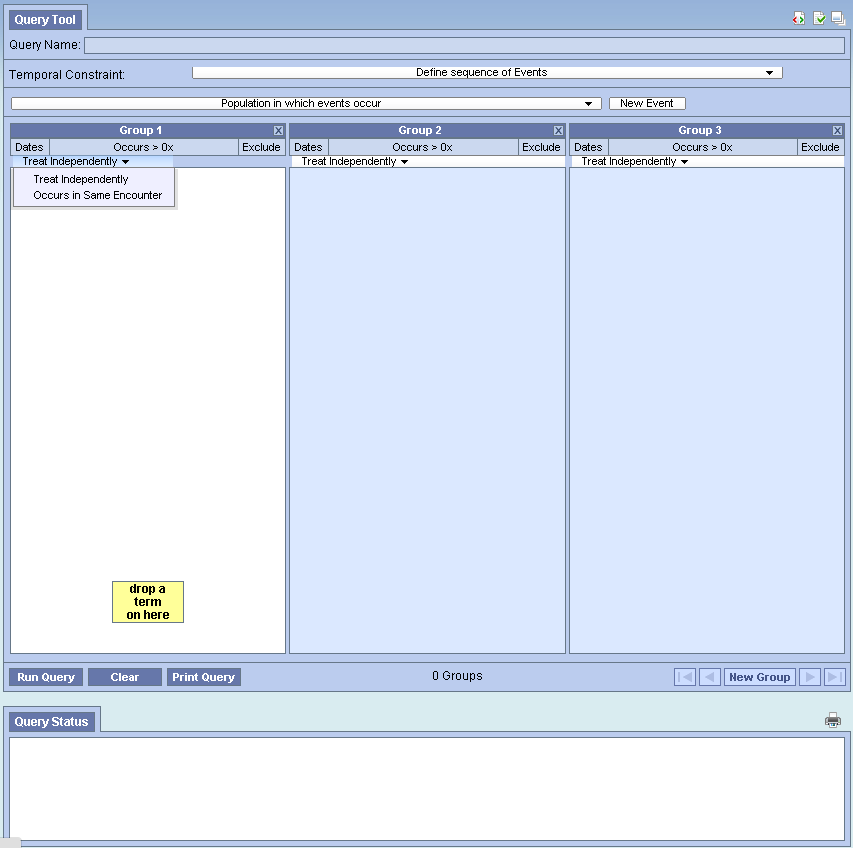 Query Tool
Query Name:
Temporal Constraint:
Define sequence of Events
Population in which events occur
New Event
Group 1
Group 2
Group 3
Dates
Occurs > 0x
Exclude
Dates
Occurs > 0x
Exclude
Dates
Occurs > 0x
Exclude
Treat Independently
Treat Independently
Treat Independently
Treat Independently
Occurs in Same Encounter
drop a
term
on here
Run Query
Clear
Print Query
0 Groups
New Group
Query Status